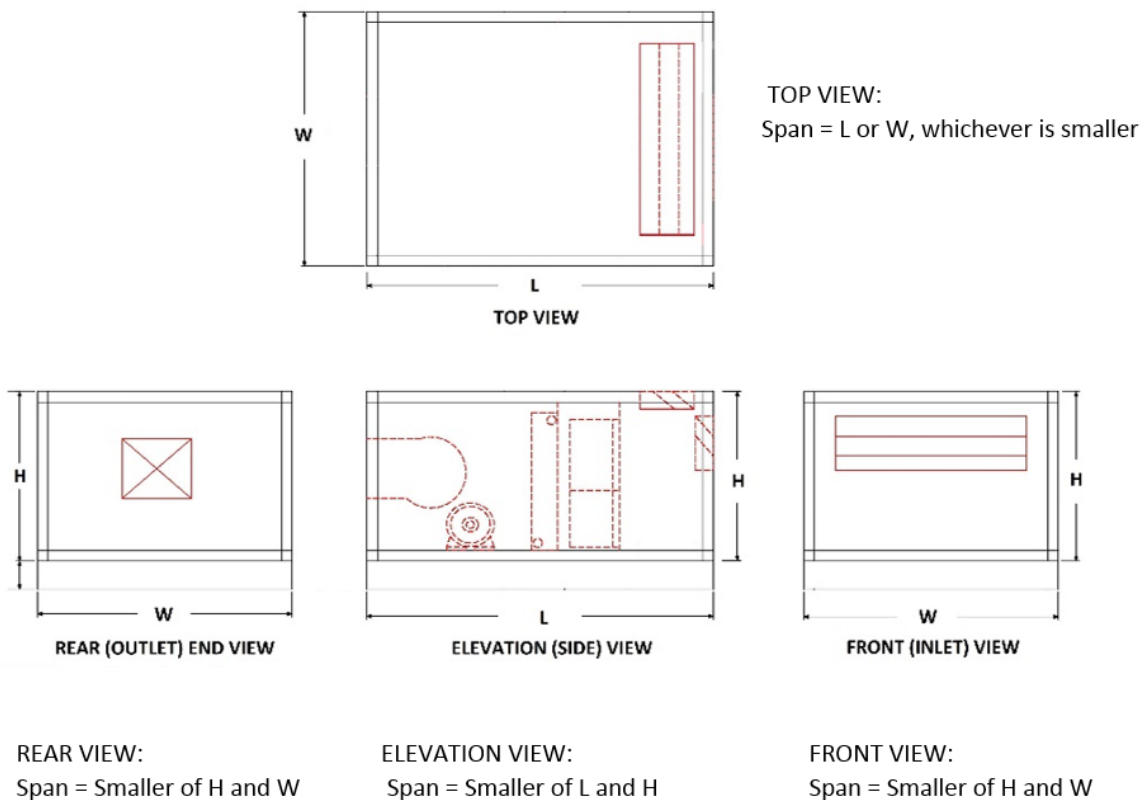 W
TOP VIEW:
Span = L or W, whichever is smaller
L
TOP VIEW
H
H
H
W
L
W
REAR (OUTLET) END VIEW
ELEVATION (SIDE) VIEW
FRONT (INLET) VIEW
REAR VIEW:
Span = Smaller of H and W
ELEVATION VIEW:
Span = Smaller of L and H
FRONT VIEW:
Span = Smaller of H and W